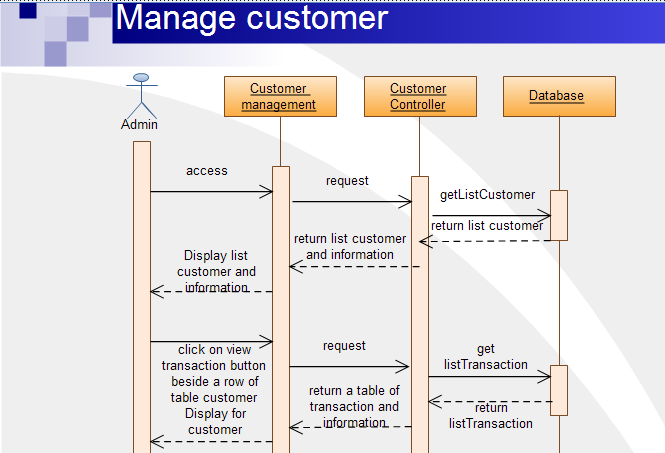 Manage customer
Customer
management
Customer
Controller
Database
Admin
access
request
getListCustomer
return list customer
return list customer
and information
Display list
customer and
information
click on view
transaction button
beside a row of
table customer
Display for
customer
request
get
listTransaction
return a table of
transaction and
information
return
listTransaction